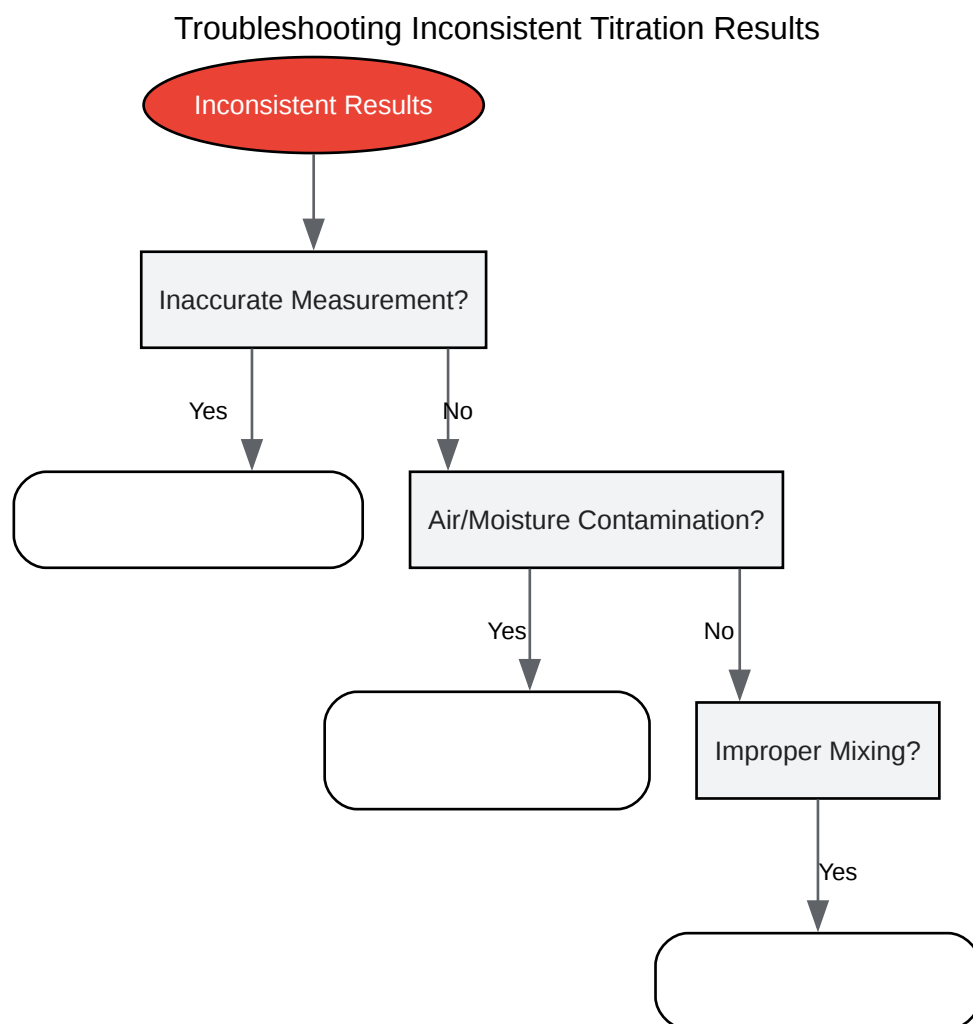 Troubleshooting Inconsistent Titration Results
Inconsistent Results
Inaccurate Measurement?
Yes
No
Air/Moisture Contamination?
Yes
No
Improper Mixing?
Yes